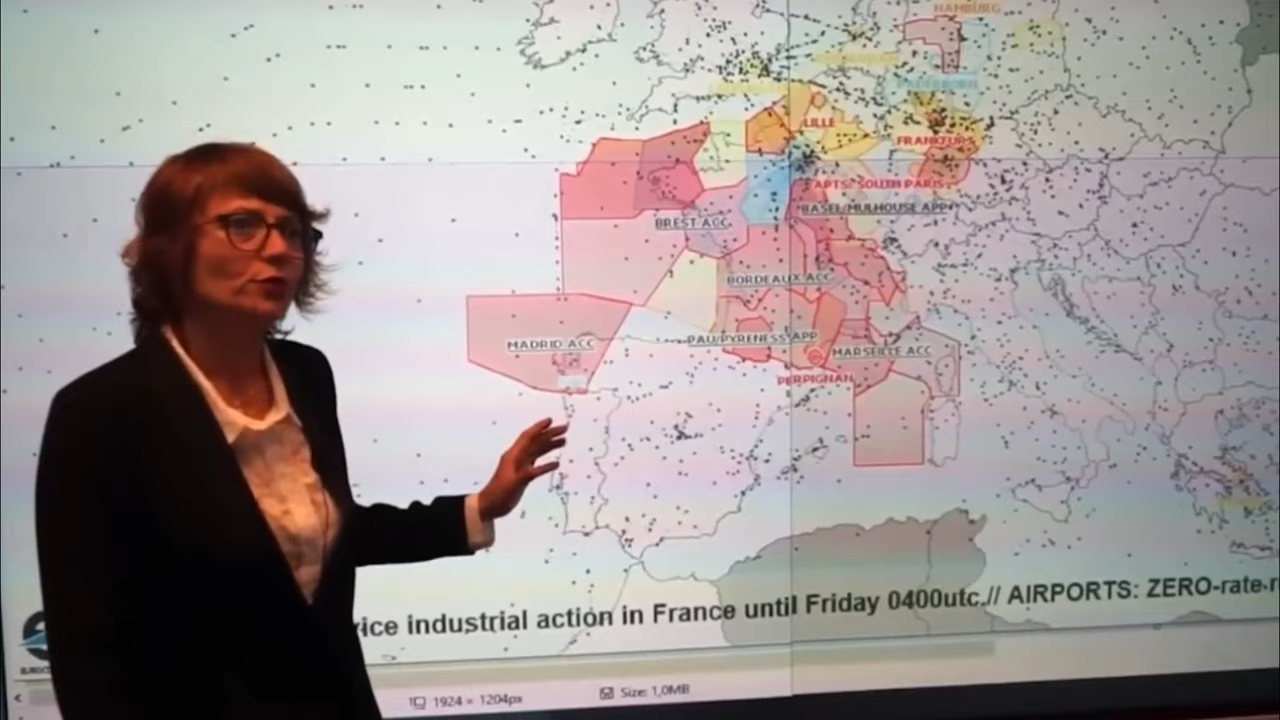 HAMBURG
LILLE
FRANKFURT
APTS: SOUTH PARIS
BASEL/MULHOUSE APP
BREST ACC
BORDEAUX ACC
MADRID ACC
PAU/PYRENESS APP
MARSEILLE ACC
PERPIGNAN
industrial action in France until Friday 0400utc.// AIRPORTS: ZERO-rate
1924 × 1204px
Size: 1,0MB